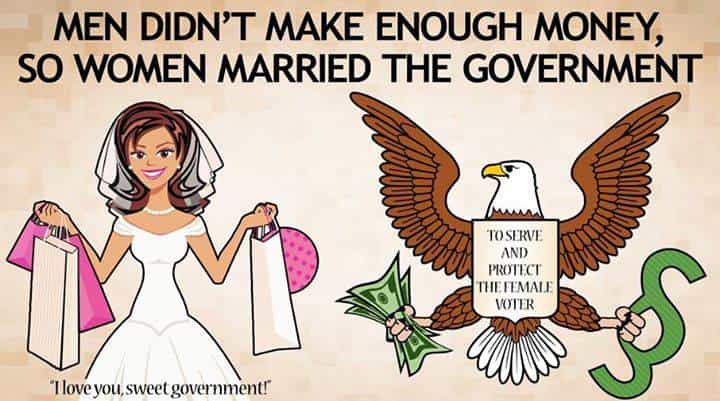 MEN DIDN’T MAKE ENOUGH MONEY,
SO WOMEN MARRIED THE GOVERNMENT
TO SERVE
AND
PROTECT
THE FEMALE
VOTER
"I love you, sweet government!"